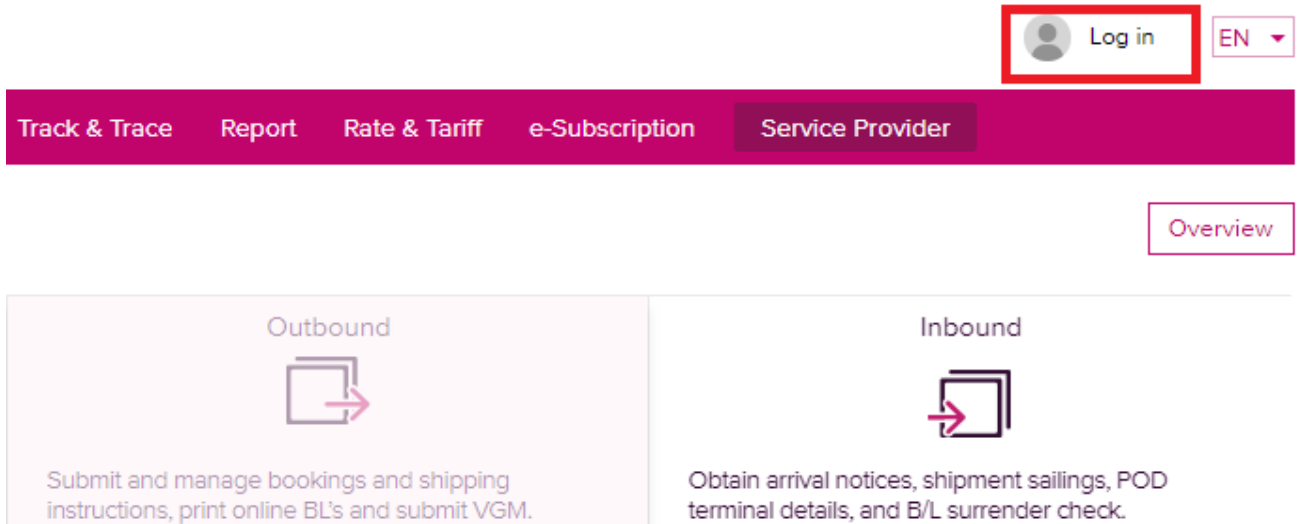 Log in
EN
Track & Trace Report Rate & Tariff e-Subscription Service Provider
Overview
Outbound
Submit and manage bookings and shipping
instructions, print online BL's and submit VGM.
Inbound
Obtain arrival notices, shipment sailings, POD
terminal details, and B/L surrender check.